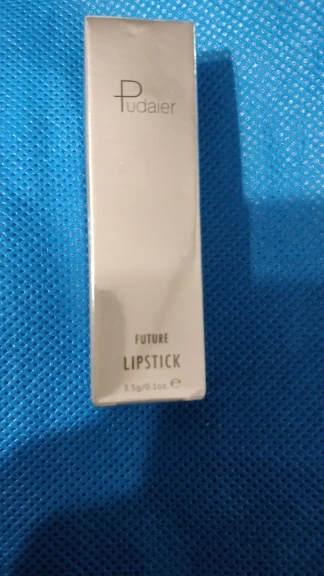 Pudaier
FUTURE
LIPSTICK
3.5g/0.1oz. ℮